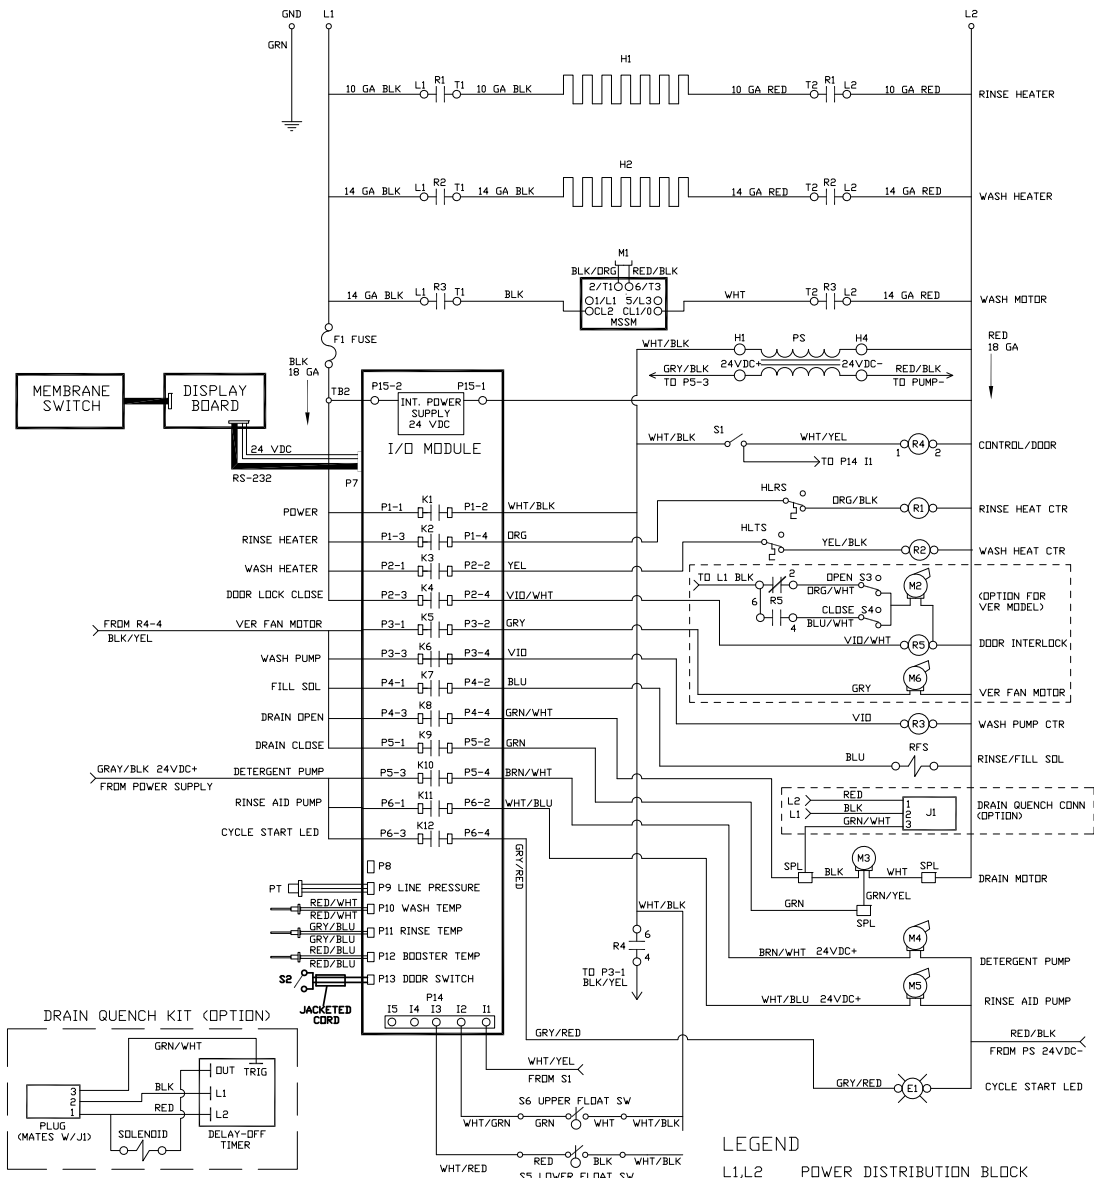 GND L1 L2
GRN
H1
10 GA BLK L1 R1 T1 10 GA BLK 10 GA RED T2 R1 L2 10 GA RED RINSE HEATER
H2
14 GA BLK L1 R2 T1 14 GA BLK 14 GA RED T2 R2 L2 14 GA RED WASH HEATER
M1
BLK/ORG RED/BLK
2/T1 6/T3
1/L1 5/L3
CL2 CL1/0
MSSM
14 GA BLK L1 R3 T1 BLK WHT T2 R3 L2 14 GA RED WASH MOTOR
F1 FUSE
WHT/BLK H1 PS H4
RED
18 GA
BLK
18 GA
GRY/BLK 24VDC+ 24VDC- RED/BLK
TO P5-3 TO PUMP-
MEMBRANE
SWITCH
DISPLAY
BOARD
TB2 P15-2 P15-1
INT. POWER
SUPPLY
24 VDC
I/O MODULE
24 VDC
RS-232
P7
WHT/BLK S1 WHT/YEL 1 R4 2 CONTROL/DOOR
TO P14 I1
POWER P1-1 K1 P1-2 WHT/BLK
HLRS ORG/BLK R1 RINSE HEAT CTR
RINSE HEATER P1-3 K2 P1-4 ORG
HLTS YEL/BLK R2 WASH HEAT CTR
WASH HEATER P2-1 K3 P2-2 YEL
TO L1 BLK 2 OPEN S3 M2
ORG/WHT
(OPTION FOR
VER MODEL)
6 R5 CLOSE S4
4 BLU/WHT
DOOR LOCK CLOSE P2-3 K4 P2-4 VIO/WHT
VIO/WHT R5 DOOR INTERLOCK
FROM R4-4
BLK/YEL
VER FAN MOTOR P3-1 K5 P3-2 GRY
GRY M6 VER FAN MOTOR
WASH PUMP P3-3 K6 P3-4 VIO
VIO R3 WASH PUMP CTR
FILL SOL P4-1 K7 P4-2 BLU
BLU RFS RINSE/FILL SOL
DRAIN OPEN P4-3 K8 P4-4 GRN/WHT
DRAIN CLOSE P5-1 K9 P5-2 GRN
GRAY/BLK 24VDC+
FROM POWER SUPPLY
DETERGENT PUMP P5-3 K10 P5-4 BRN/WHT
RINSE AID PUMP P6-1 K11 P6-2 WHT/BLU
CYCLE START LED P6-3 K12 P6-4
GRY/RED
L2 RED 1
L1 BLK 2 J1
GRN/WHT 3
DRAIN QUENCH CONN
(OPTION)
SPL BLK M3 WHT SPL DRAIN MOTOR
GRN GRN/YEL
SPL
P8
PT P9 LINE PRESSURE
RED/WHT
RED/WHT
P10 WASH TEMP
GRY/BLU
GRY/BLU
P11 RINSE TEMP
RED/BLU
RED/BLU
P12 BOOSTER TEMP
S2 P13 DOOR SWITCH
JACKETED
CORD
P14
I5 I4 I3 I2 I1
WHT/BLK
R4 6
4
TO P3-1
BLK/YEL
BRN/WHT 24VDC+ M4 DETERGENT PUMP
WHT/BLU 24VDC+ M5 RINSE AID PUMP
GRY/RED
RED/BLK
FROM PS 24VDC-
WHT/YEL
FROM S1
GRY/RED E1 CYCLE START LED
S6 UPPER FLOAT SW
WHT/GRN GRN WHT WHT/BLK
WHT/RED RED BLK WHT/BLK
S5 LOWER FLOAT SW
DRAIN QUENCH KIT (OPTION)
GRN/WHT
OUT TRIG
3 BLK L1
2
1 RED L2
PLUG
(MATES W/J1)
SOLENOID
DELAY-OFF
TIMER
LEGEND
L1,L2 POWER DISTRIBUTION BLOCK